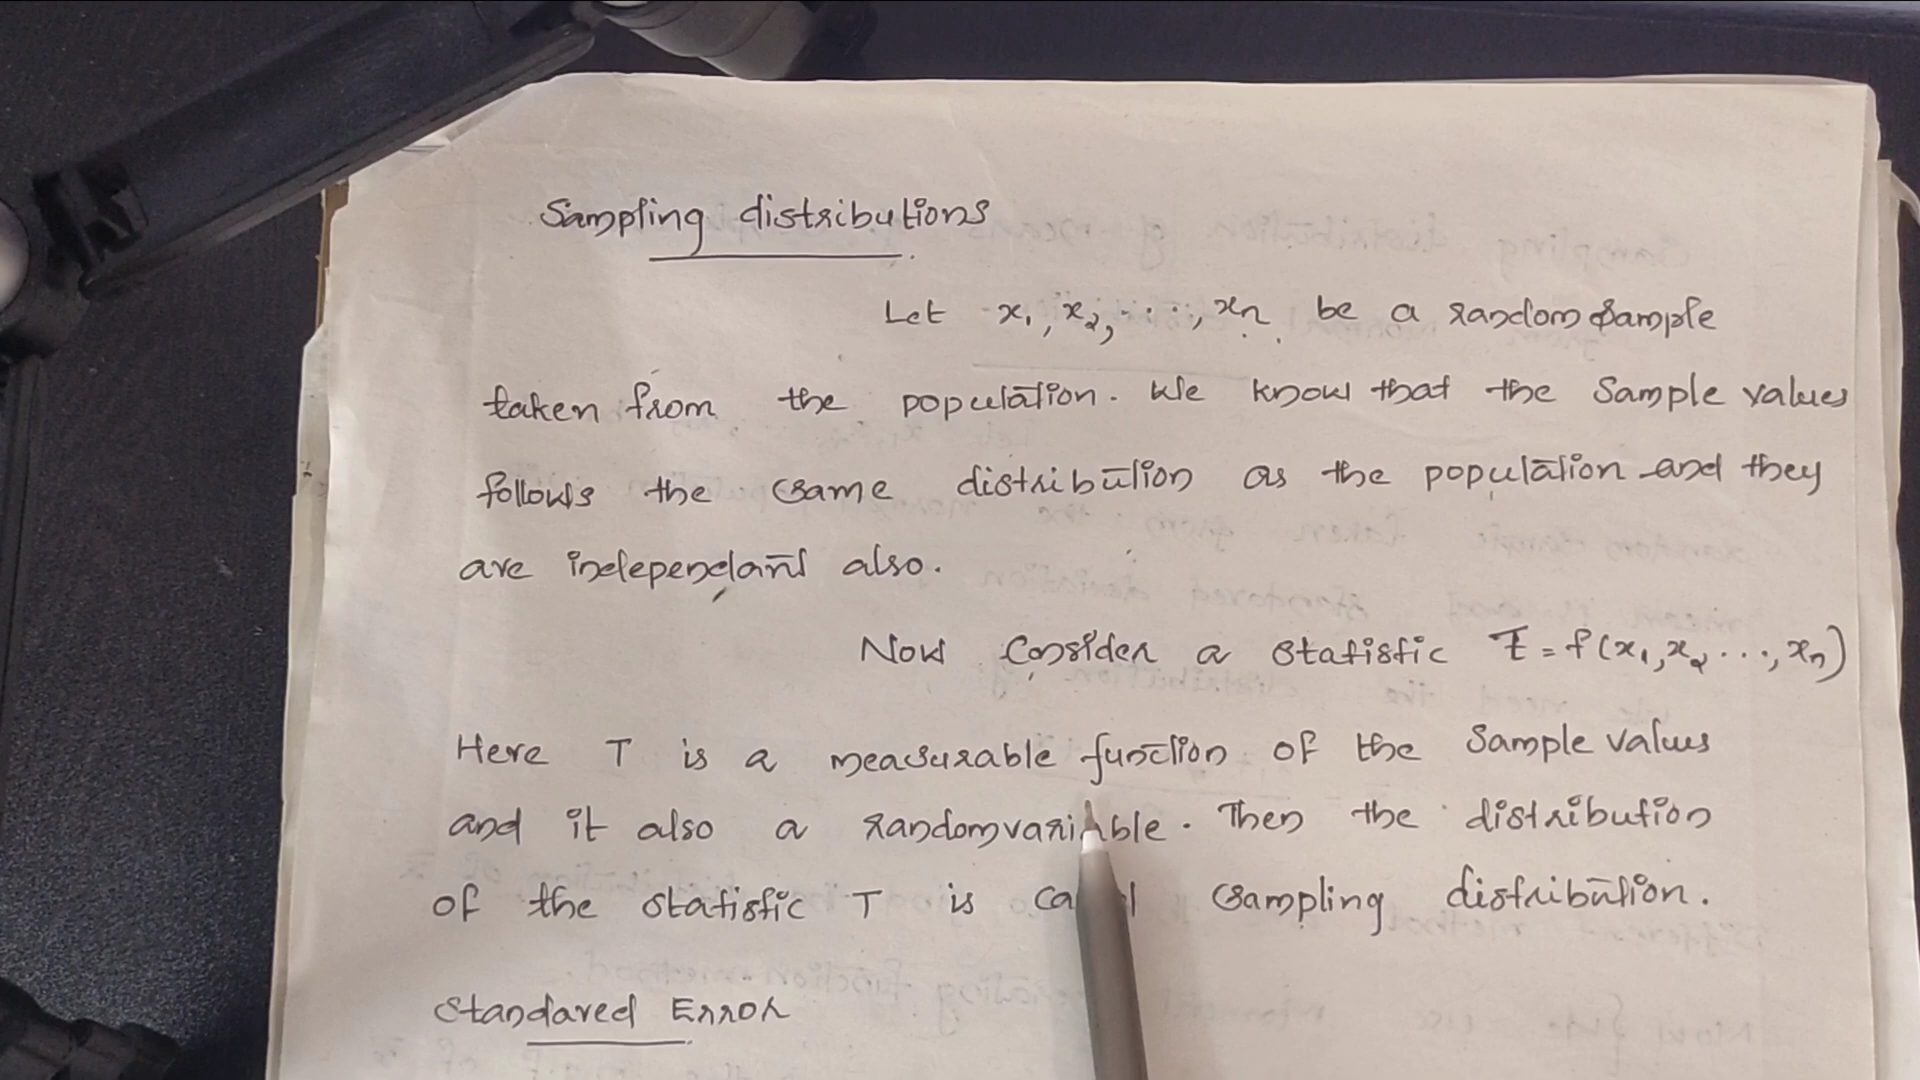 Sampling distributions
Let x₁, x₂, ..., xn be a random Sample
taken from the population. We know that the Sample values
follows the same distribution as the population and they
are independant also.
Now Consider a statistic T = f(x₁, x₂ ..., xn)
Here T is a measurable function of the Sample values
and it also a random variable. Then the distribution
of the statistic T is sampling distribution.
Standared Error